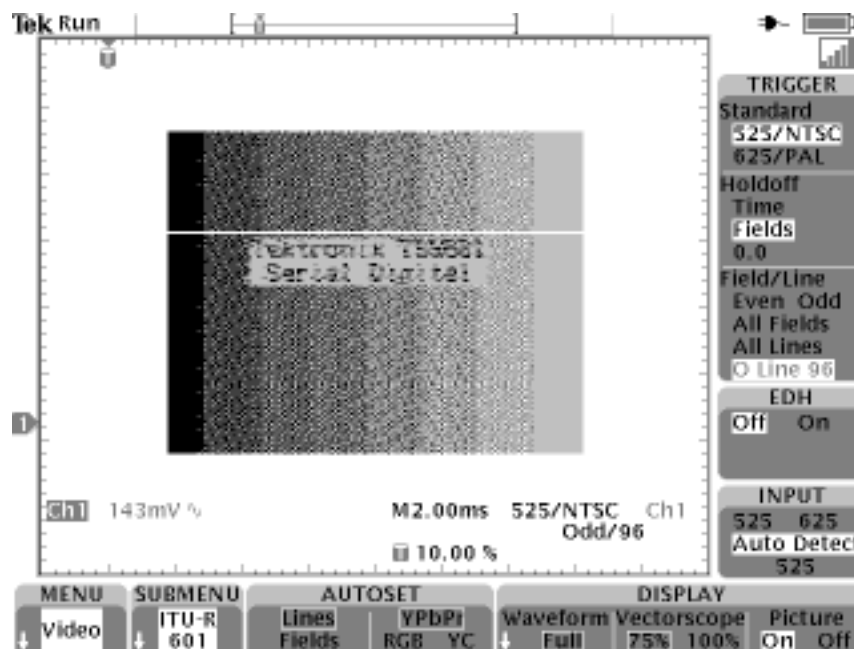 Tek Run
TRIGGER
Standard
525/NTSC
625/PAL
Holdoff
Time
Fields
0.0
Field/Line
Even Odd
All Fields
All Lines
O Line 96
EDH
Off On
INPUT
525 625
Auto Detect
525
Tektronix
Serial Digital
1
Ch1 143mV
M2.00ms
525/NTSC Ch1
Odd/96
10.00 %
MENU
Video
SUBMENU
ITU-R
601
AUTOSET
Lines YPbPr
Fields RGB YC
DISPLAY
Waveform Vectorscope Picture
Full 75% 100% On Off